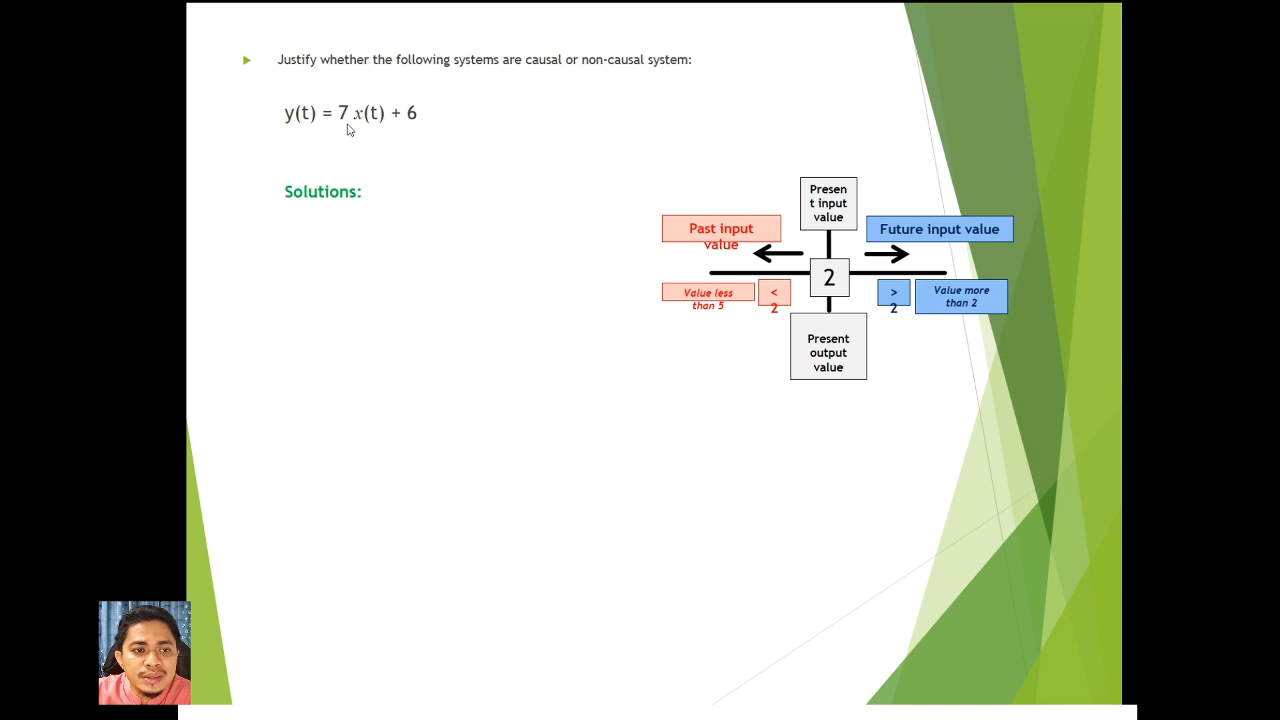 Justify whether the following systems are causal or non-causal system:
y(t) = 7 x(t) + 6
Solutions:
Presen
t input
value
Past input
value
Future input value
2
Value less
than 5
<
2
>
2
Value more
than 2
Present
output
value